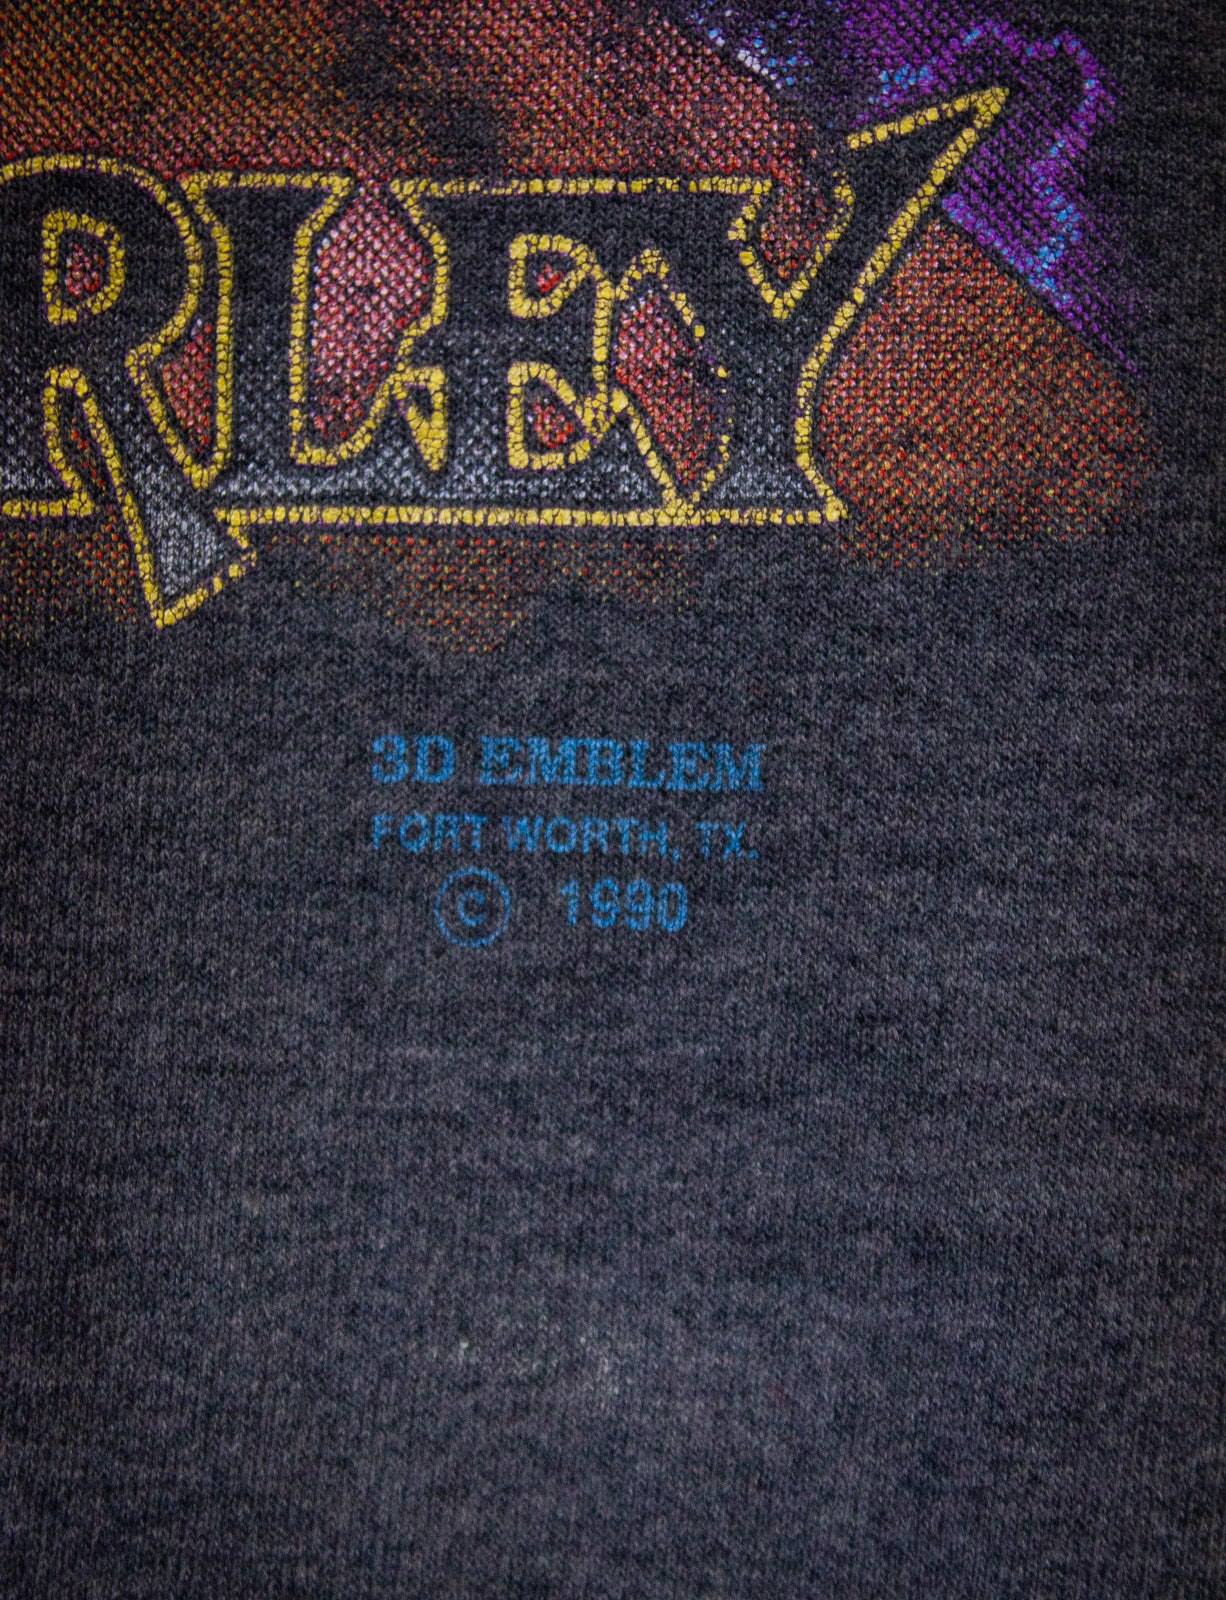 RLEY
3D EMBLEM
FORT WORTH, TX.
© 1990